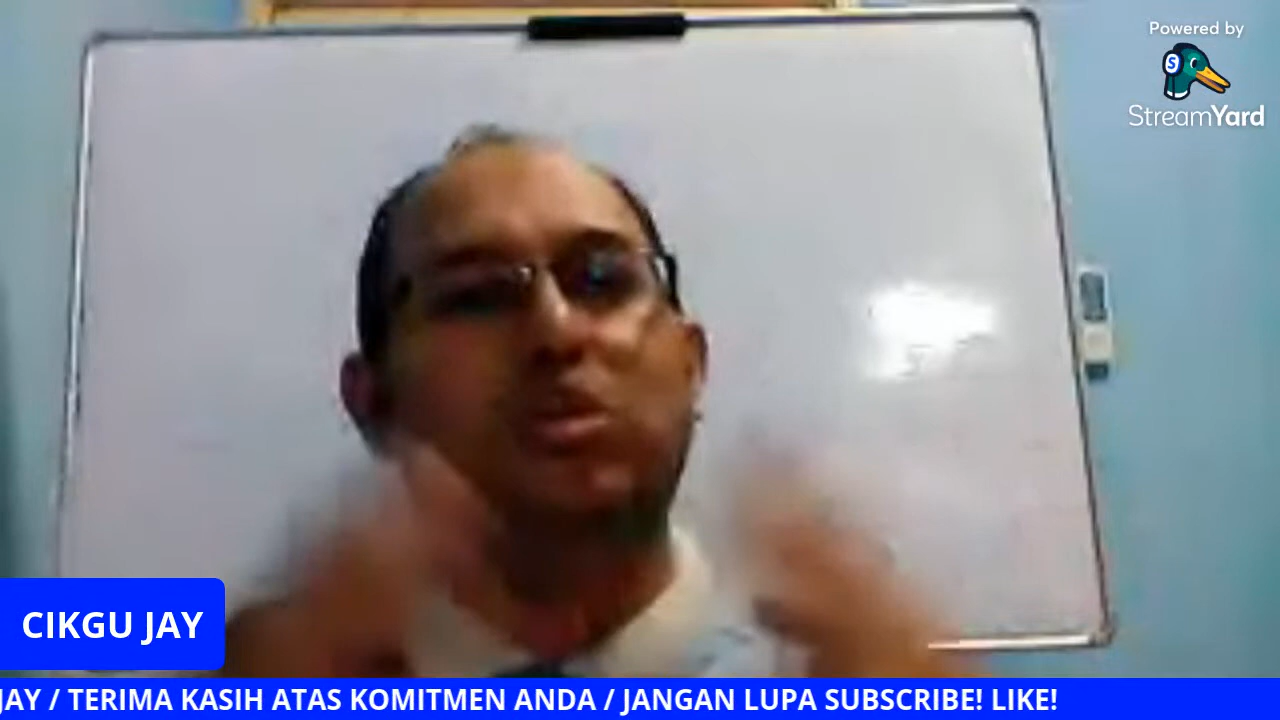 Powered by
S
StreamYard
CIKGU JAY
JAY / TERIMA KASIH ATAS KOMITMEN ANDA / JANGAN LUPA SUBSCRIBE! LIKE!